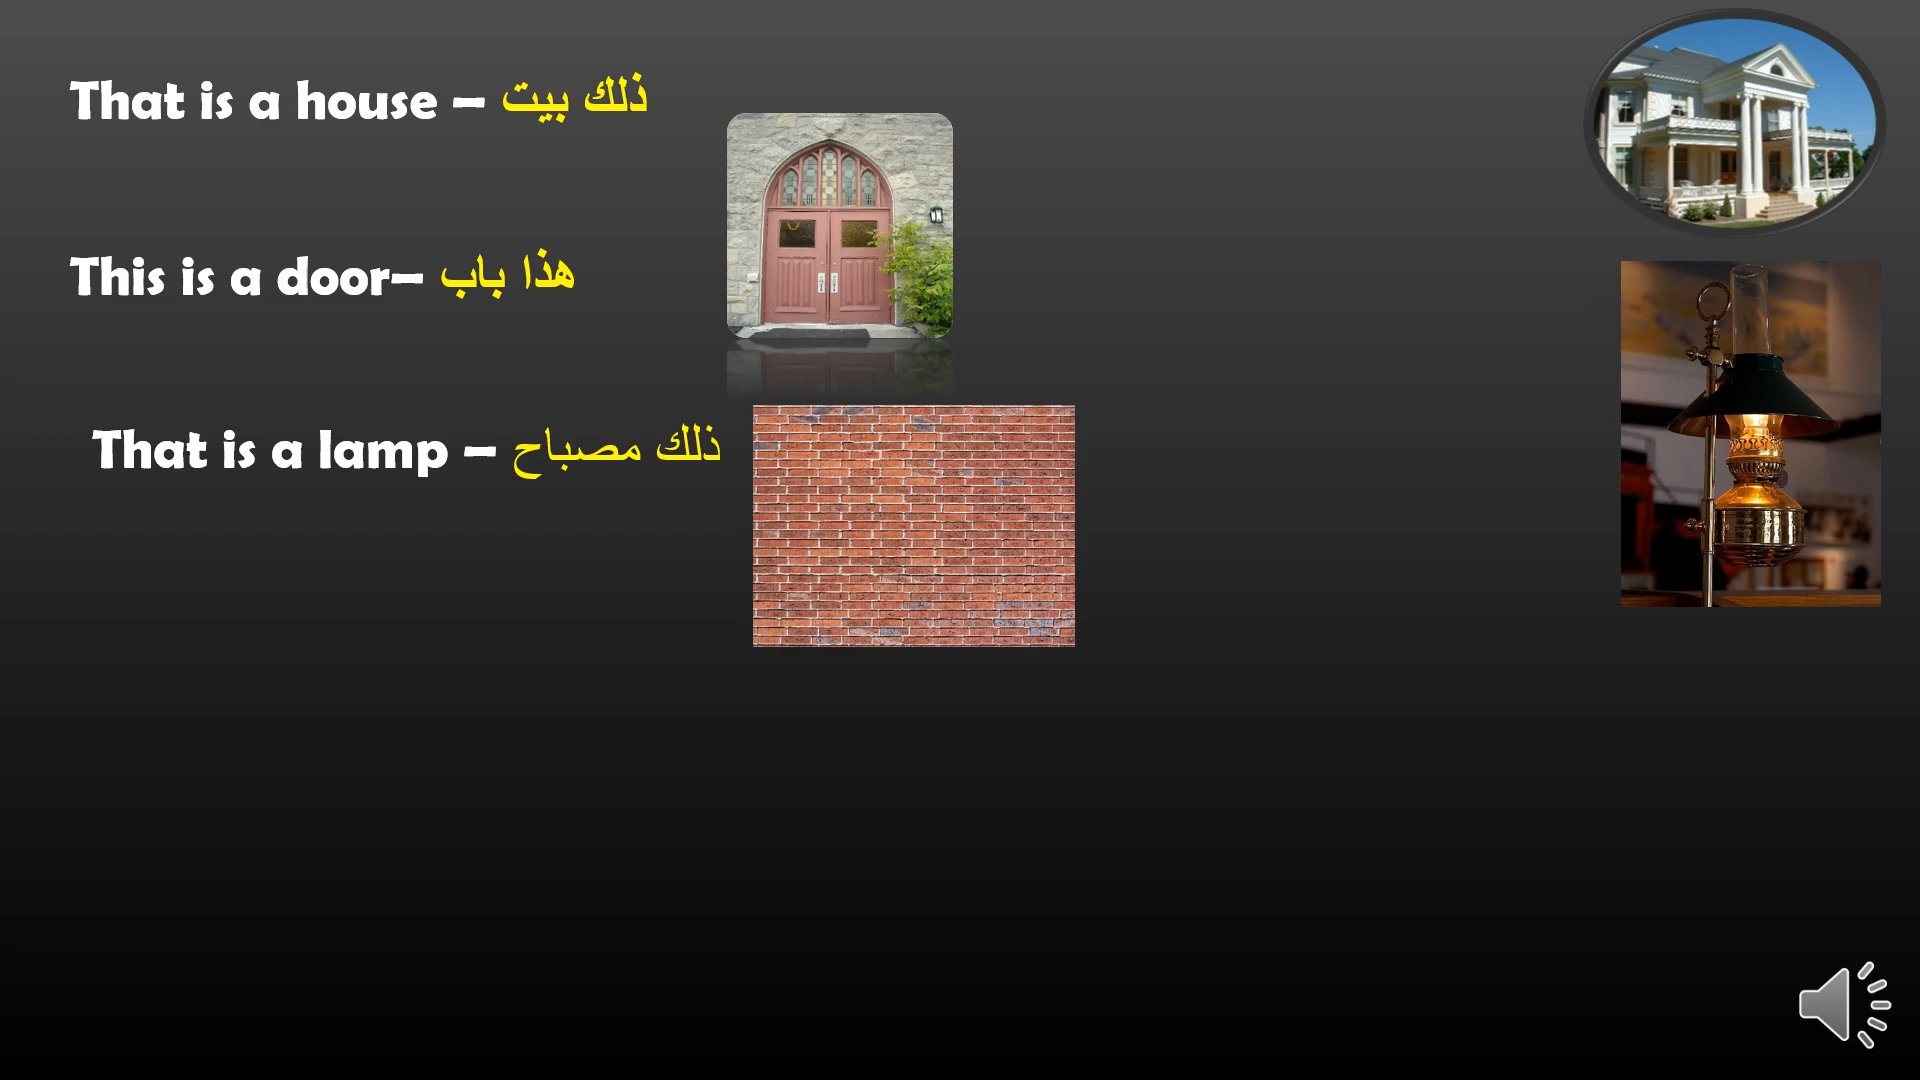 That is a house – ذلك بيت
This is a door– هذا باب
That is a lamp – ذلك مصباح